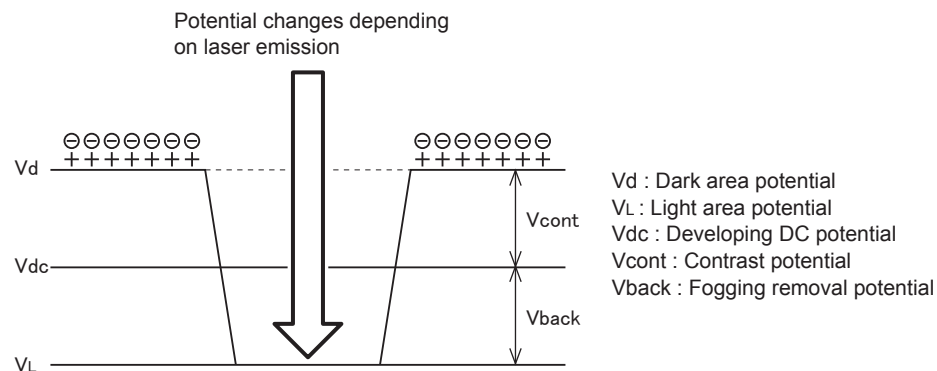 Potential changes depending
on laser emission
⊖⊖⊖⊖⊖⊖⊖ ⊖⊖⊖⊖⊖⊖⊖
+++++++ +++++++
Vd
Vcont
Vdc
Vback
VL
Vd : Dark area potential
VL : Light area potential
Vdc : Developing DC potential
Vcont : Contrast potential
Vback : Fogging removal potential